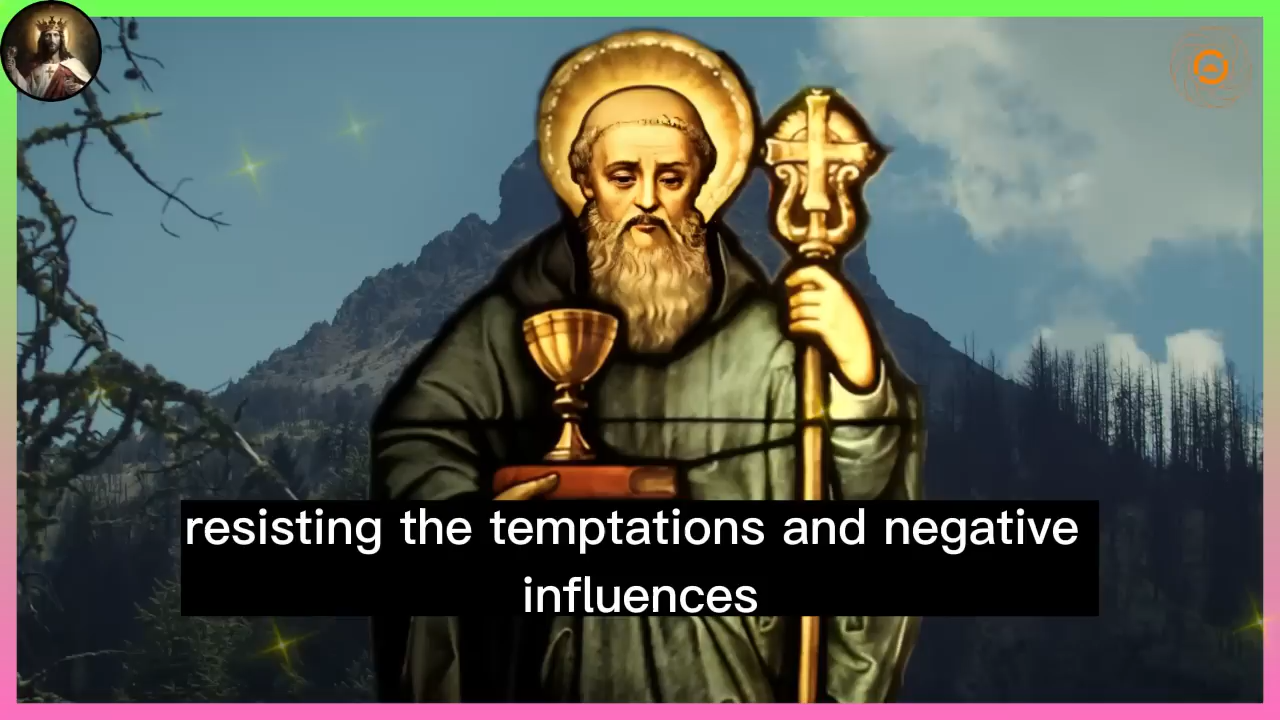 resisting the temptations and negative
influences